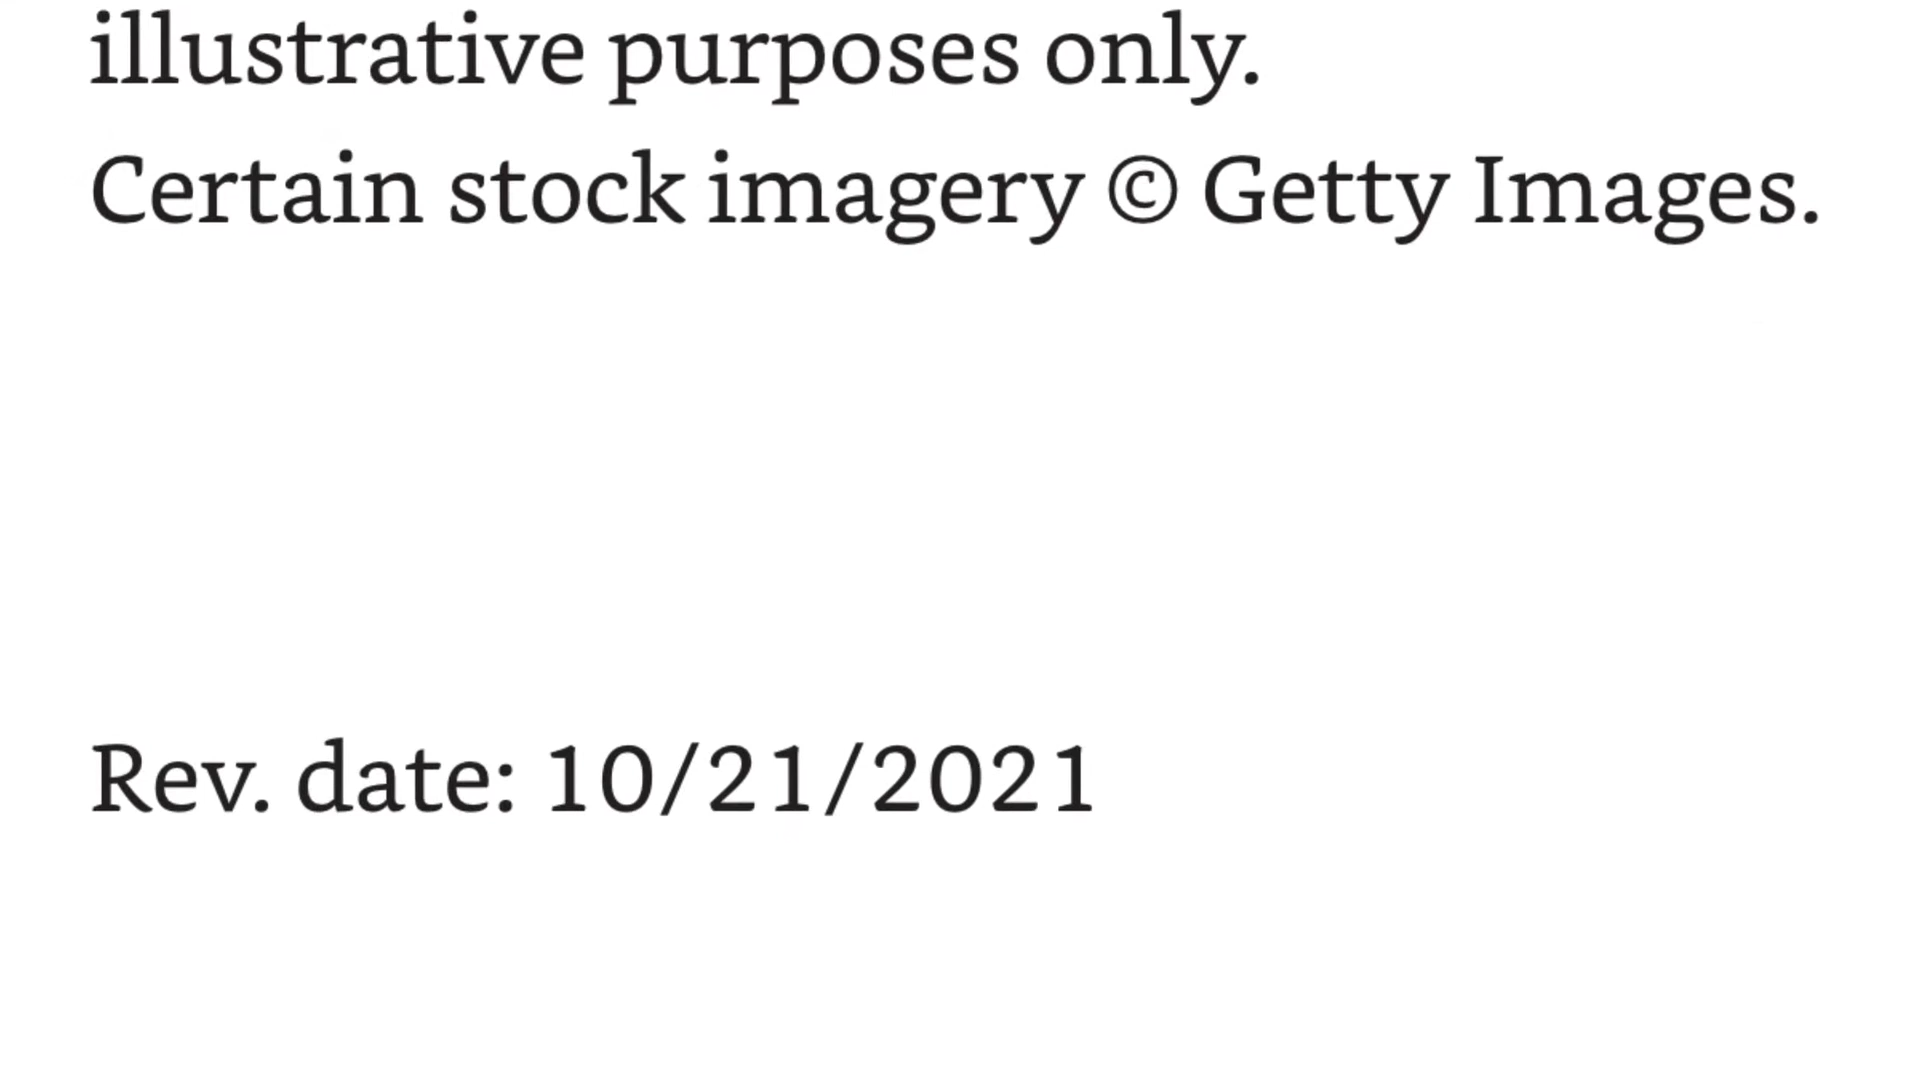 illustrative purposes only.
Certain stock imagery © Getty Images.
Rev. date: 10/21/2021